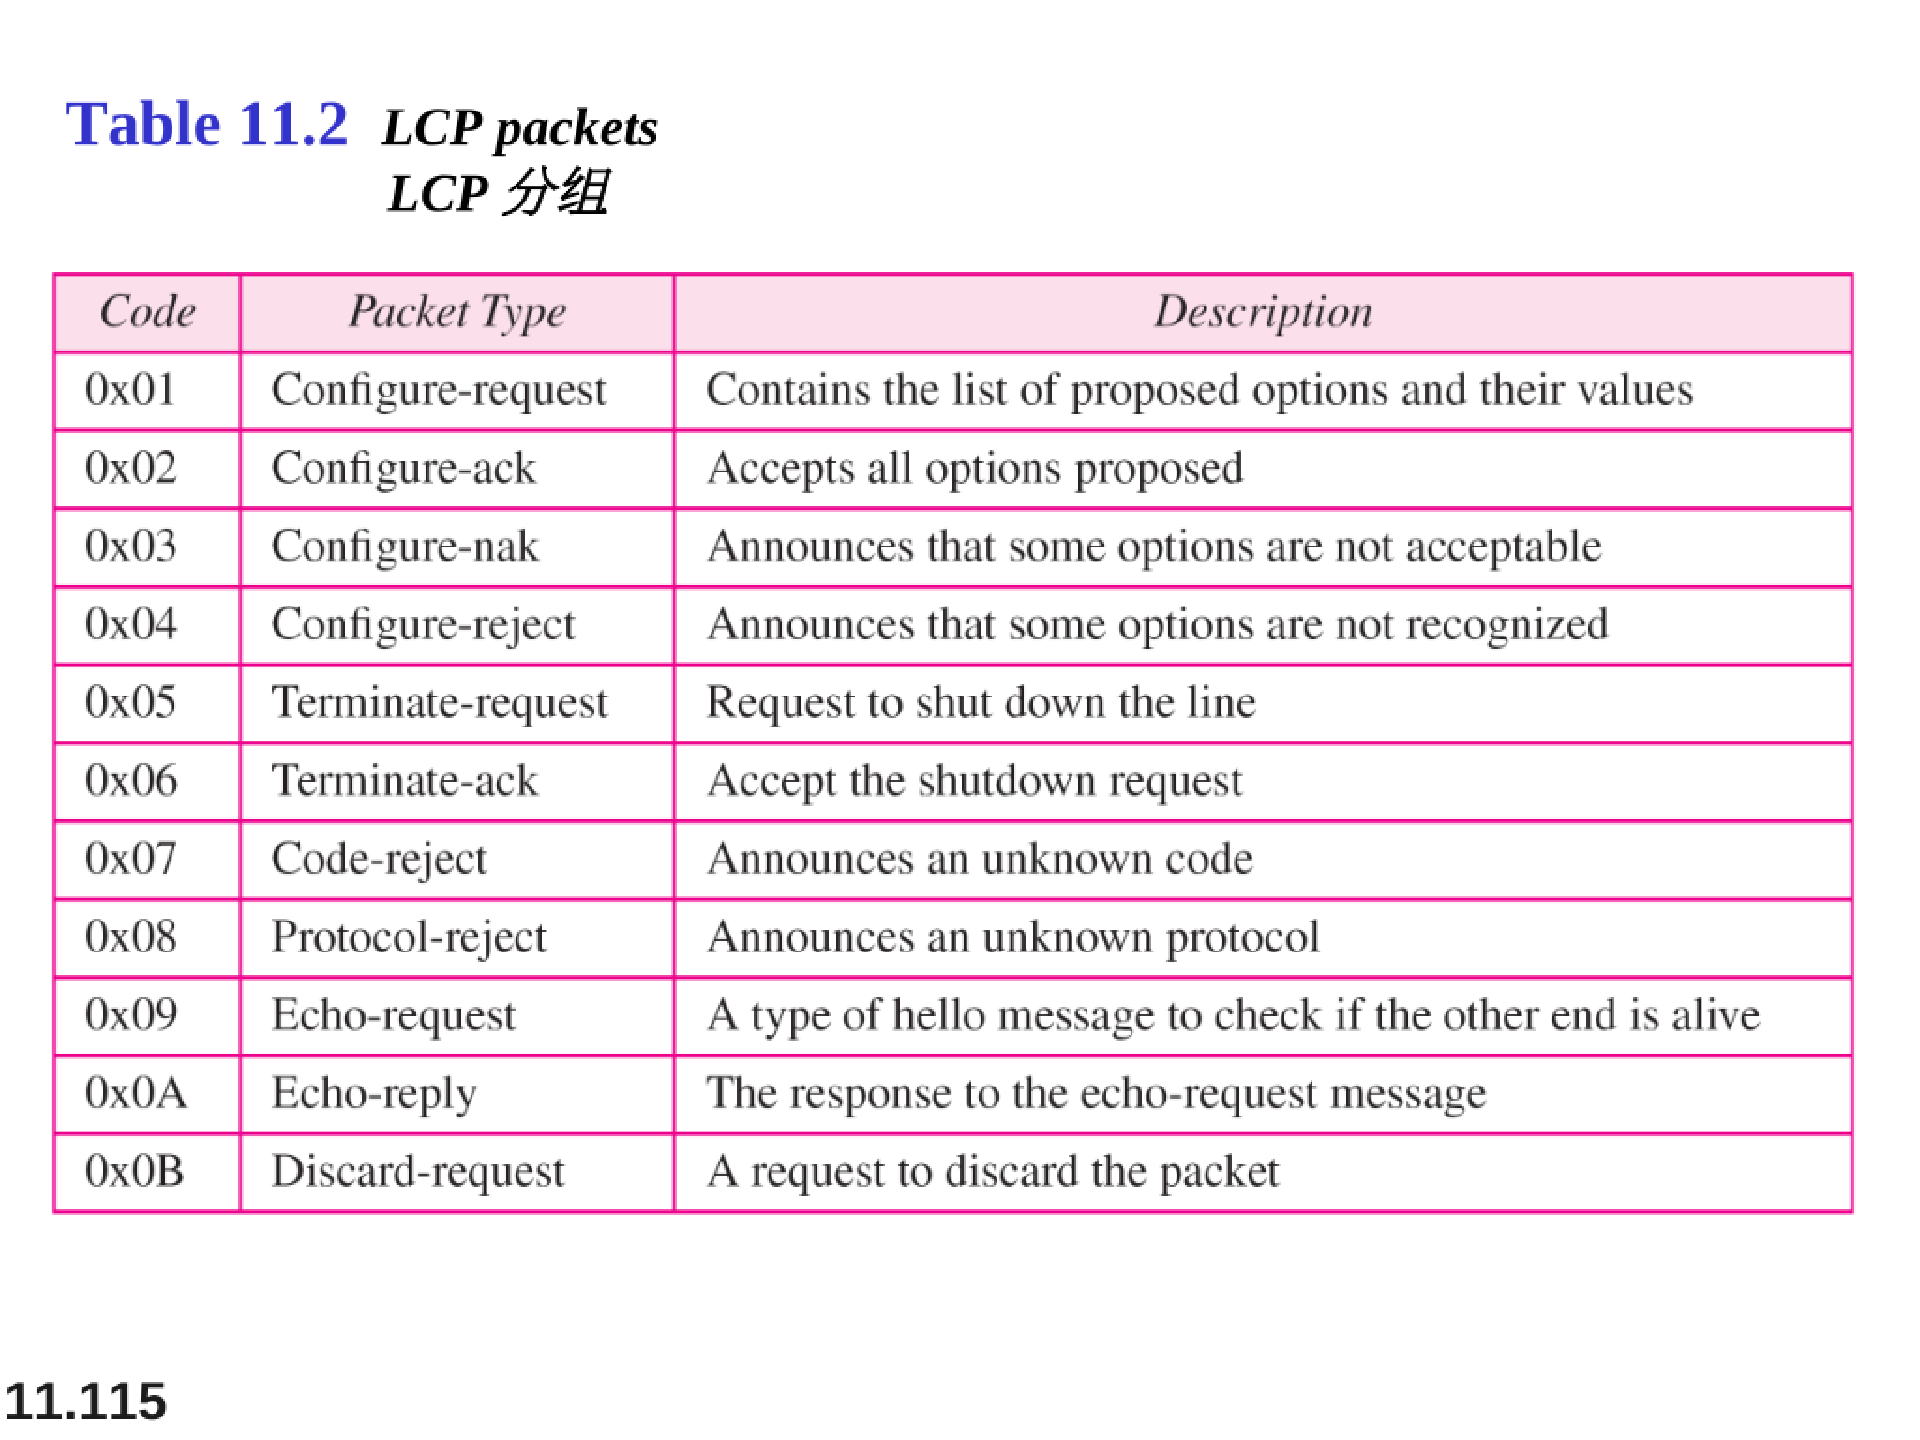 Table 11.2 LCP packets
LCP 分组
Code Packet Type Description
0x01 Configure-request Contains the list of proposed options and their values
0x02 Configure-ack Accepts all options proposed
0x03 Configure-nak Announces that some options are not acceptable
0x04 Configure-reject Announces that some options are not recognized
0x05 Terminate-request Request to shut down the line
0x06 Terminate-ack Accept the shutdown request
0x07 Code-reject Announces an unknown code
0x08 Protocol-reject Announces an unknown protocol
0x09 Echo-request A type of hello message to check if the other end is alive
0x0A Echo-reply The response to the echo-request message
0x0B Discard-request A request to discard the packet
11.115